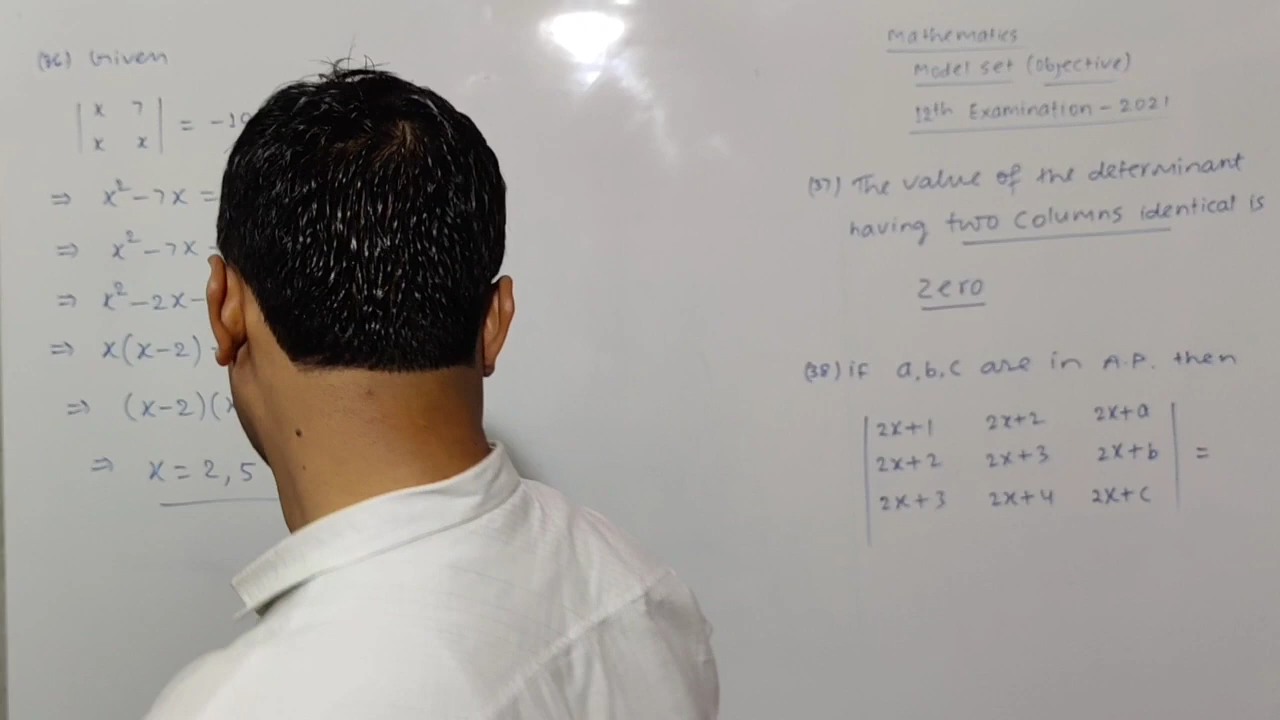 (36) Given
| x 7 |
| x x | = -10
⇒ x² - 7x =
⇒ x² - 7x
⇒ x² - 2x -
⇒ x(x-2)
⇒ (x-2)(x
⇒ x = 2, 5
Mathematics
Model set (Objective)
12th Examination - 2021
(37) The value of the determinant
having two columns identical is
zero
(38) if a,b,c are in A.P. then
| 2x+1 2x+2 2x+a |
| 2x+2 2x+3 2x+b | =
| 2x+3 2x+4 2x+c |